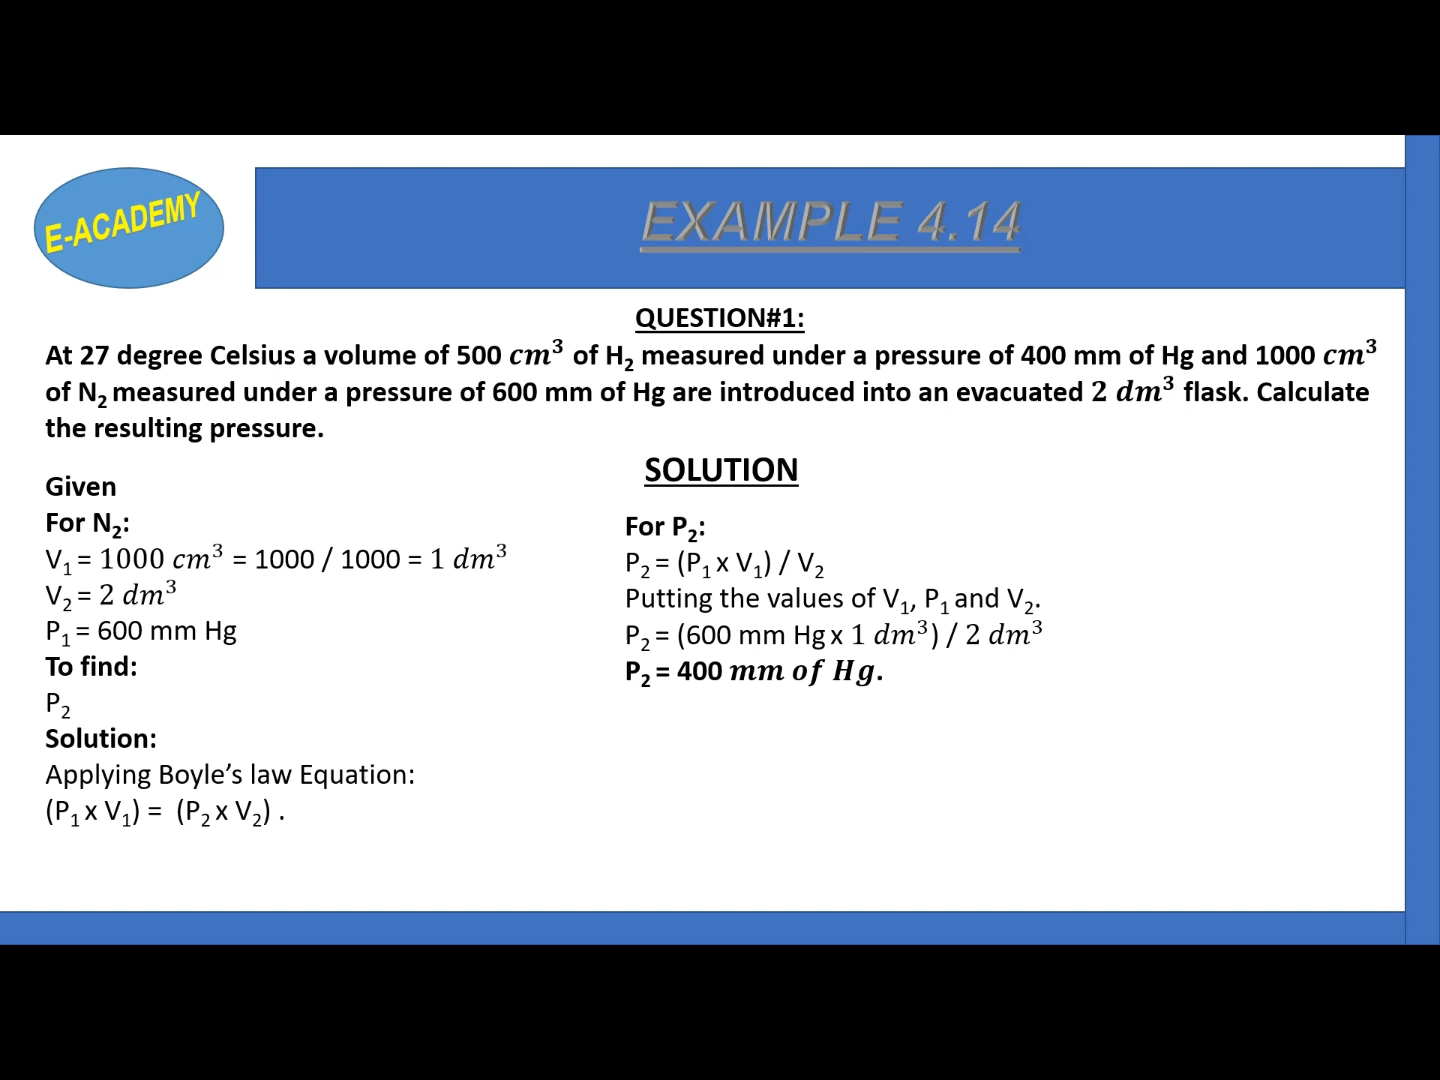 E-ACADEMY
EXAMPLE 4.14
QUESTION#1:
At 27 degree Celsius a volume of 500 cm³ of H₂ measured under a pressure of 400 mm of Hg and 1000 cm³
of N₂ measured under a pressure of 600 mm of Hg are introduced into an evacuated 2 dm³ flask. Calculate
the resulting pressure.
SOLUTION
Given
For N₂:
V₁ = 1000 cm³ = 1000 / 1000 = 1 dm³
V₂ = 2 dm³
P₁ = 600 mm Hg
To find:
P₂
Solution:
Applying Boyle’s law Equation:
(P₁ x V₁) = (P₂ x V₂) .
For P₂:
P₂ = (P₁ x V₁) / V₂
Putting the values of V₁, P₁ and V₂.
P₂ = (600 mm Hg x 1 dm³) / 2 dm³
P₂ = 400 mm of Hg.